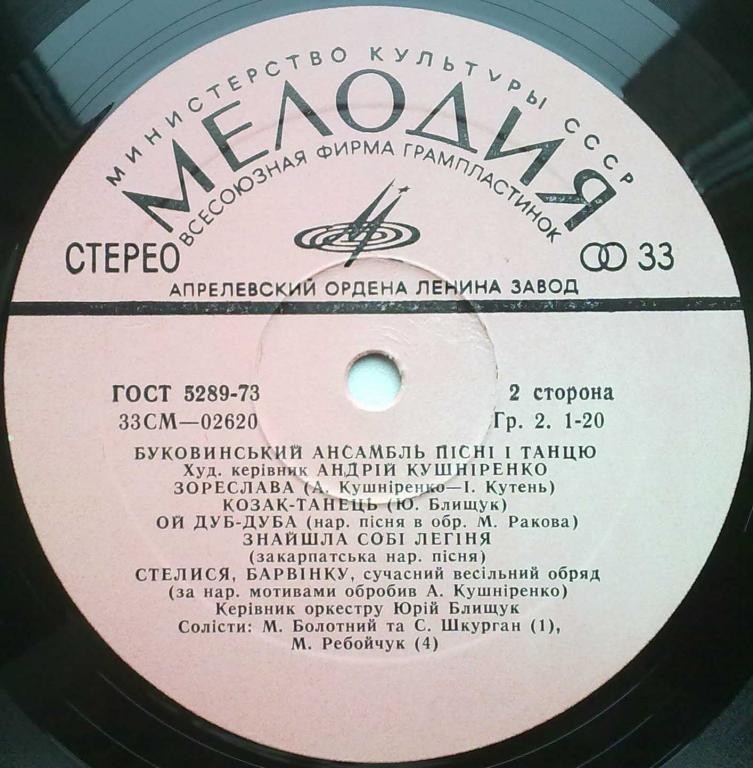 МИНИСТЕРСТВО КУЛЬТУРЫ СССР
МЕЛОДИЯ
ВСЕСОЮЗНАЯ ФИРМА ГРАМПЛАСТИНОК
СТЕРЕО
33
АПРЕЛЕВСКИЙ ОРДЕНА ЛЕНИНА ЗАВОД
ГОСТ 5289-73
2 сторона
33СМ—02620
Гр. 2. 1-20
БУКОВИНСЬКИЙ АНСАМБЛЬ ПІСНІ І ТАНЦЮ
Худ. керівник АНДРІЙ КУШНІРЕНКО
ЗОРЕСЛАВА (А. Кушніренко—І. Кутень)
КОЗАК-ТАНЕЦЬ (Ю. Блищук)
ОЙ ДУБ-ДУБА (нар. пісня в обр. М. Ракова)
ЗНАЙШЛА СОБІ ЛЕГІНЯ
(закарпатська нар. пісня)
СТЕЛИСЯ, БАРВІНКУ, сучасний весільний обряд
(за нар. мотивами обробив А. Кушніренко)
Керівник оркестру Юрій Блищук
Солісти: М. Болотний та С. Шкурган (1),
М. Ребойчук (4)